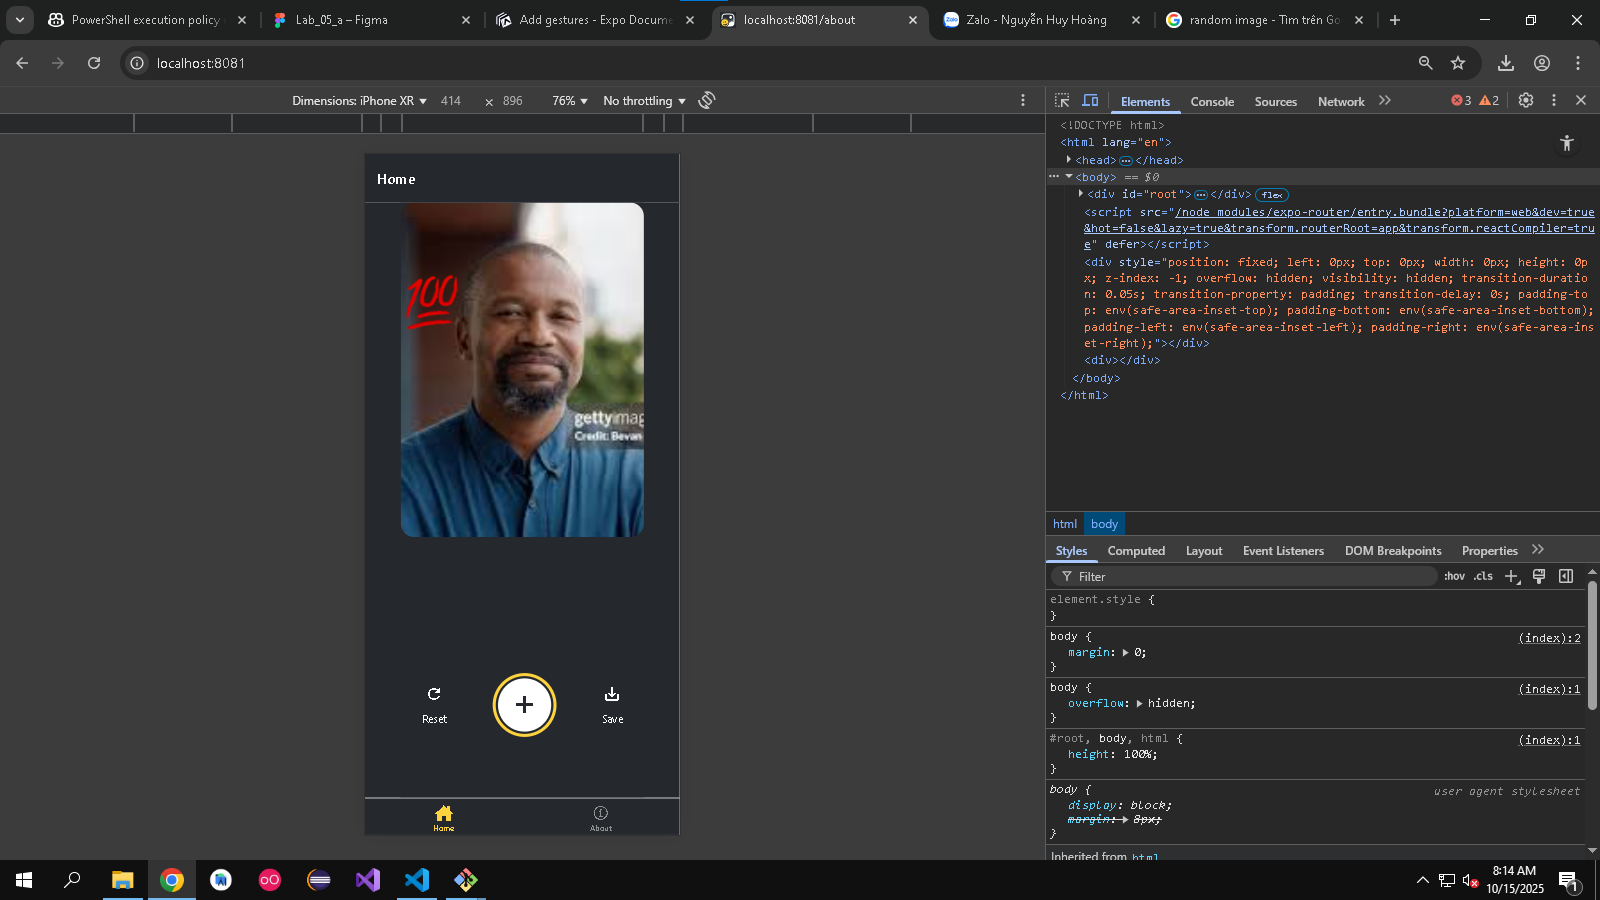 PowerShell execution policy
Lab_05_a – Figma
Add gestures - Expo Docume
localhost:8081/about
Zalo - Nguyễn Huy Hoàng
random image - Tìm trên Go
localhost:8081
Dimensions: iPhone XR
414
×
896
76%
No throttling
Elements
Console
Sources
Network
3
2
<!DOCTYPE html>
<html lang="en">
<head>
</head>
<body> == $0
<div id="root">
</div>
flex
<script src="/node_modules/expo-router/entry.bundle?platform=web&dev=true
&hot=false&lazy=true&transform.routerRoot=app&transform.reactCompiler=tru
e" defer></script>
<div style="position: fixed; left: 0px; top: 0px; width: 0px; height: 0p
x; z-index: -1; overflow: hidden; visibility: hidden; transition-duratio
n: 0.05s; transition-property: padding; transition-delay: 0s; padding-to
p: env(safe-area-inset-top); padding-bottom: env(safe-area-inset-bottom);
padding-left: env(safe-area-inset-left); padding-right: env(safe-area-ins
et-right);"></div>
<div></div>
</body>
</html>
Home
100
gettyimag
Credit: Bevan
Reset
+
Save
Home
About
html
body
Styles
Computed
Layout
Event Listeners
DOM Breakpoints
Properties
Filter
:hov
.cls
element.style {
}
body {
(index):2
margin: 0;
}
body {
(index):1
overflow: hidden;
}
#root, body, html {
(index):1
height: 100%;
}
body {
user agent stylesheet
display: block;
margin: 8px;
}
Inherited from html
8:14 AM
10/15/2025
1